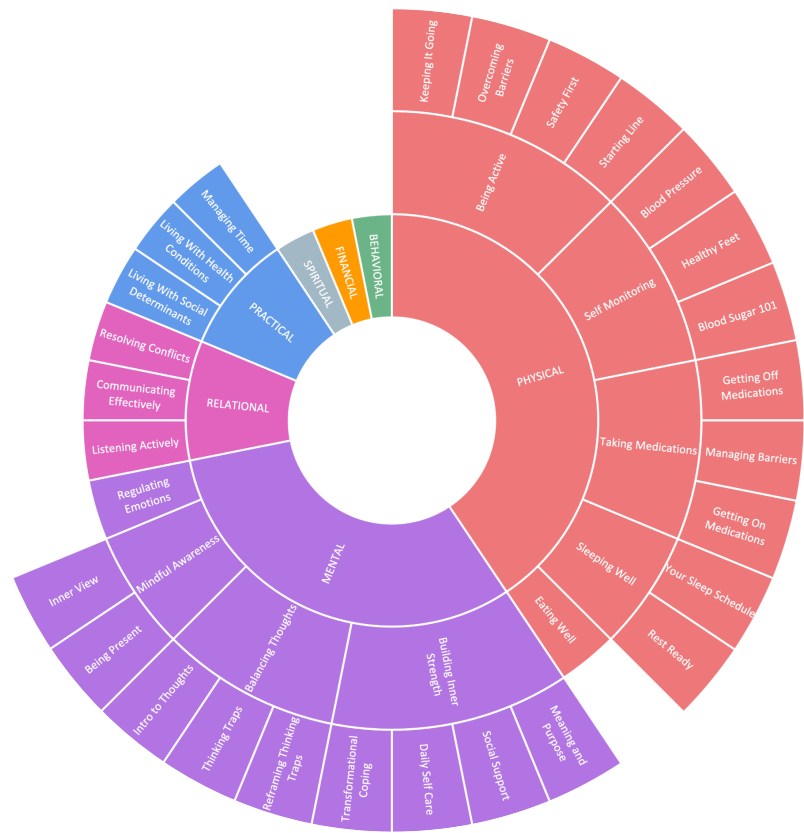 PHYSICAL
Being Active
Keeping It Going
Overcoming
Barriers
Safety First
Starting Line
Self Monitoring
Blood Pressure
Healthy Feet
Blood Sugar 101
Taking Medications
Getting Off
Medications
Managing Barriers
Getting On
Medications
Sleeping Well
Your Sleep Schedule
Rest Ready
Eating Well
MENTAL
Building Inner
Strength
Meaning and
Purpose
Social Support
Daily Self Care
Transformational
Coping
Balancing Thoughts
Reframing Thinking
Traps
Thinking Traps
Intro to Thoughts
Mindful Awareness
Being Present
Inner View
Regulating
Emotions
RELATIONAL
Listening Actively
Communicating
Effectively
Resolving Conflicts
PRACTICAL
Living With Social
Determinants
Living With Health
Conditions
Managing Time
SPIRITUAL
FINANCIAL
BEHAVIORAL